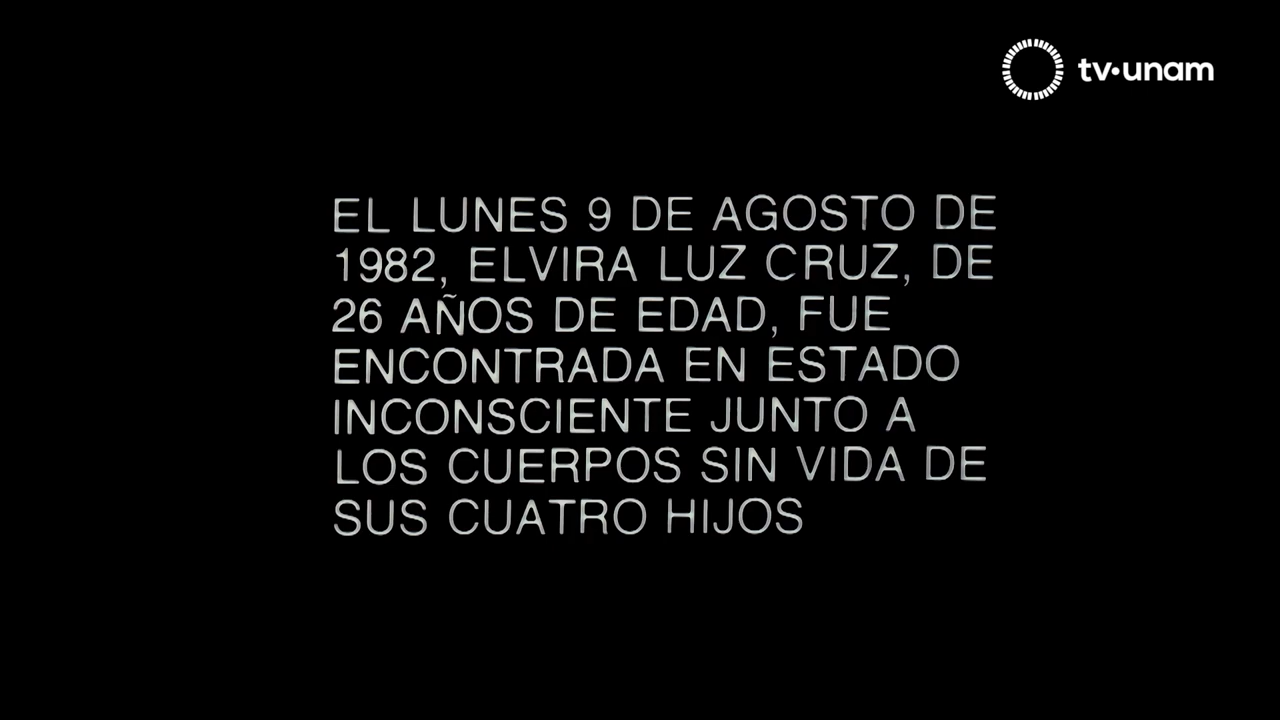 tv·unam
EL LUNES 9 DE AGOSTO DE
1982, ELVIRA LUZ CRUZ, DE
26 AÑOS DE EDAD, FUE
ENCONTRADA EN ESTADO
INCONSCIENTE JUNTO A
LOS CUERPOS SIN VIDA DE
SUS CUATRO HIJOS